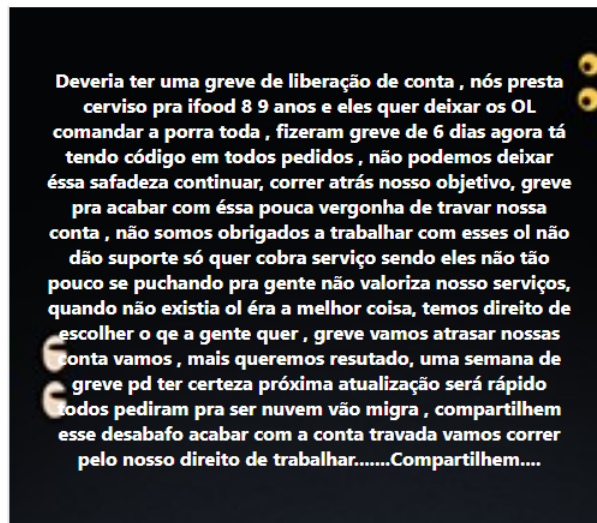 Deveria ter uma greve de liberação de conta , nós presta
cerviso pra ifood 8 9 anos e eles quer deixar os OL
comandar a porra toda , fizeram greve de 6 dias agora tá
tendo código em todos pedidos , não podemos deixar
éssa safadeza continuar, correr atrás nosso objetivo, greve
pra acabar com éssa pouca vergonha de travar nossa
conta , não somos obrigados a trabalhar com esses ol não
dão suporte só quer cobra serviço sendo eles não tão
pouco se puchando pra gente não valoriza nosso serviços,
quando não existia ol éra a melhor coisa, temos direito de
escolher o qe a gente quer , greve vamos atrasar nossas
conta vamos , mais queremos resutado, uma semana de
greve pd ter certeza próxima atualização será rápido
todos pediram pra ser nuvem vão migra , compartilhem
esse desabafo acabar com a conta travada vamos correr
pelo nosso direito de trabalhar.......Compartilhem....